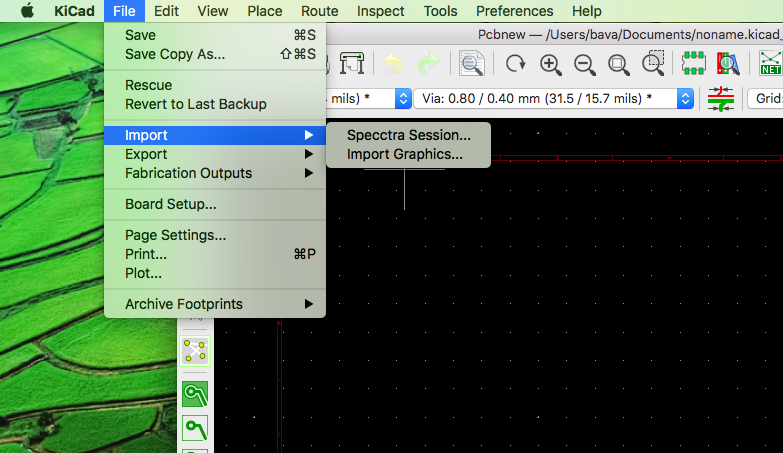 KiCad File Edit View Place Route Inspect Tools Preferences Help
Save ⌘S
Save Copy As... ⇧⌘S
Rescue
Revert to Last Backup
Import
Export
Fabrication Outputs
Board Setup...
Page Settings...
Print... ⌘P
Plot...
Archive Footprints
Specctra Session...
Import Graphics...
Pcbnew — /Users/bava/Documents/noname.kicad_
NET
mils) *
Via: 0.80 / 0.40 mm (31.5 / 15.7 mils) *
Grid: